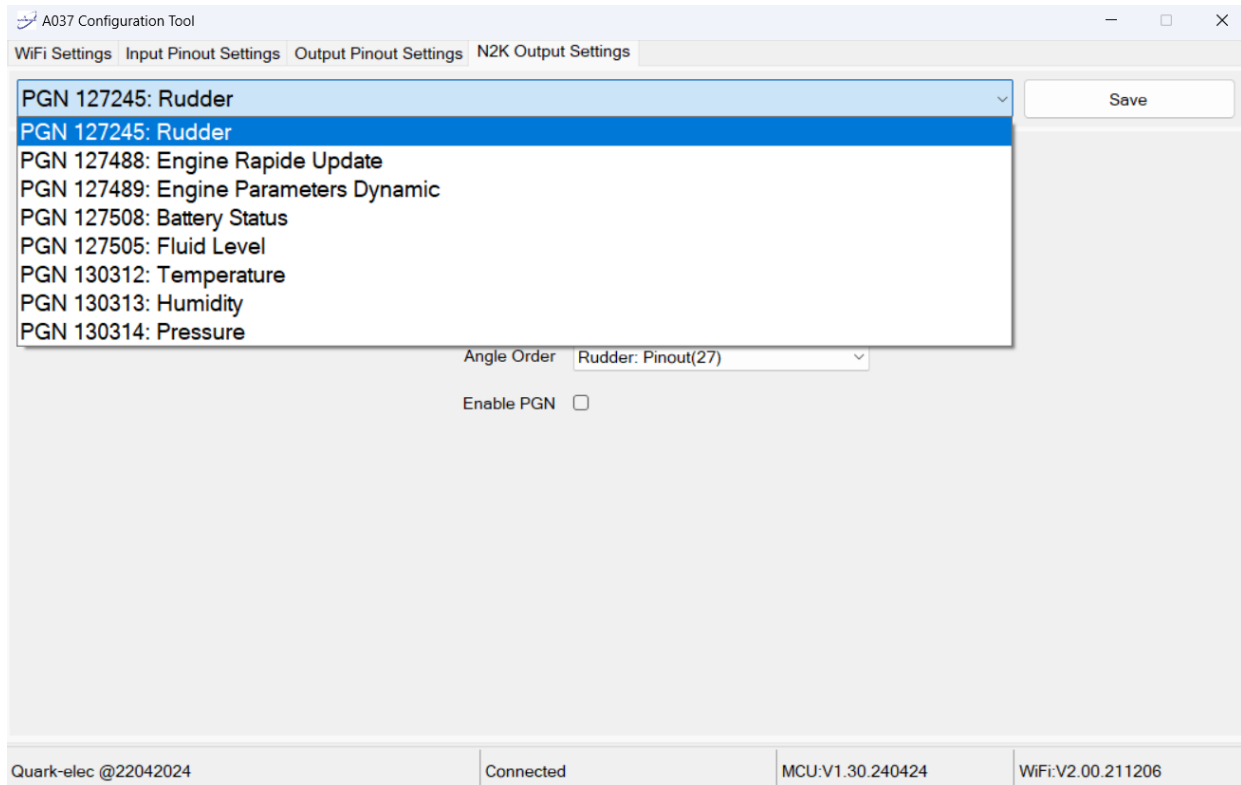 A037 Configuration Tool
WiFi Settings Input Pinout Settings Output Pinout Settings N2K Output Settings
PGN 127245: Rudder Save
PGN 127245: Rudder
PGN 127488: Engine Rapide Update
PGN 127489: Engine Parameters Dynamic
PGN 127508: Battery Status
PGN 127505: Fluid Level
PGN 130312: Temperature
PGN 130313: Humidity
PGN 130314: Pressure
Angle Order Rudder: Pinout(27)
Enable PGN
Quark-elec @22042024 Connected MCU:V1.30.240424 WiFi:V2.00.211206